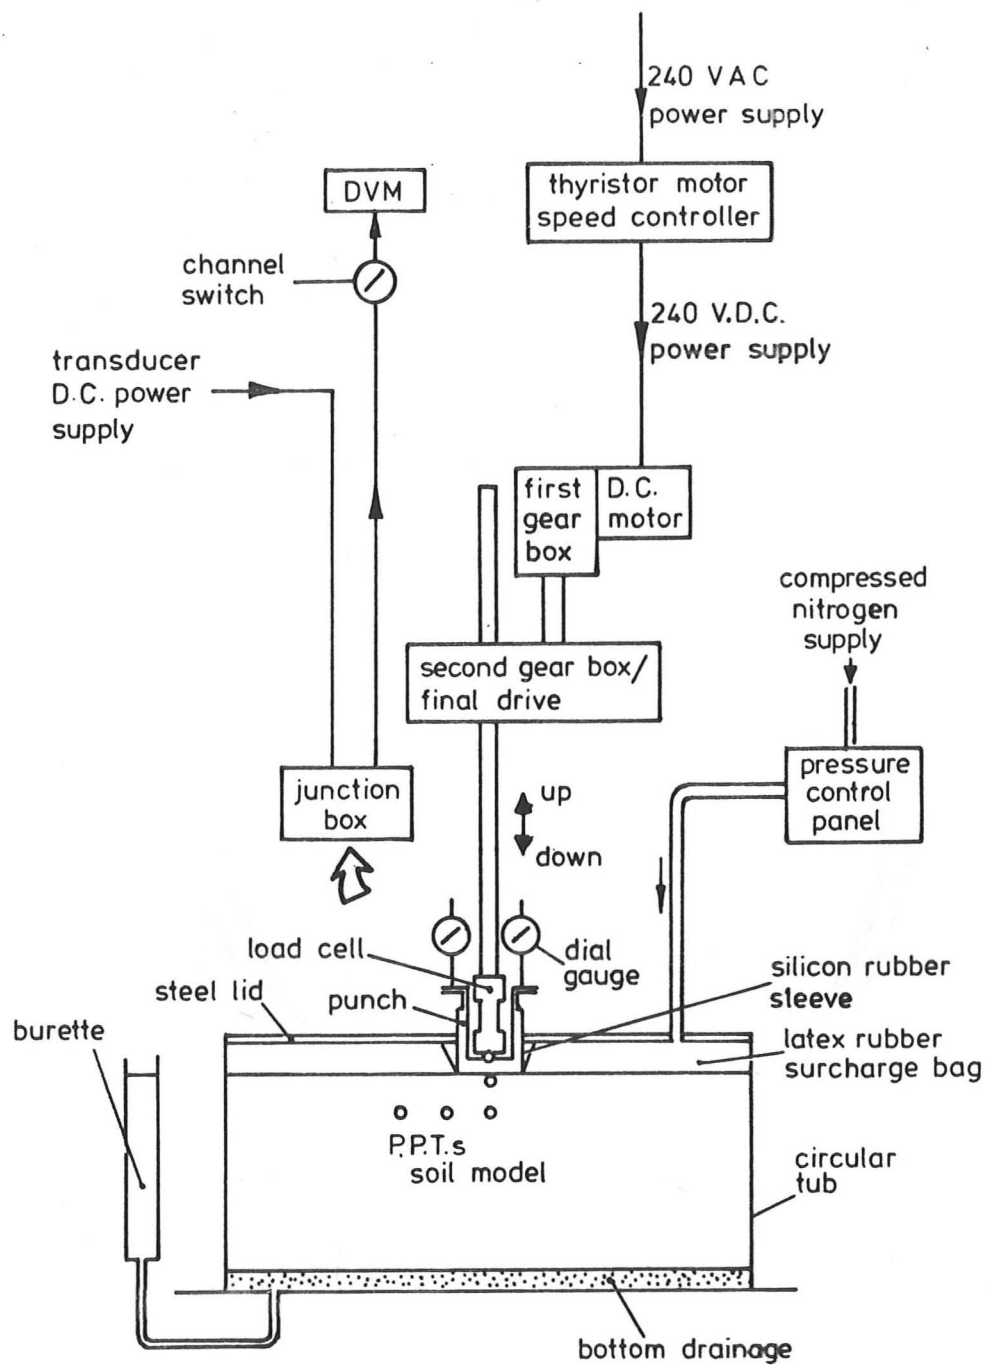 240 V A C
power supply
thyristor motor
speed controller
DVM
channel
switch
240 V.D.C.
power supply
transducer
D.C. power
supply
first
gear
box
D.C.
motor
compressed
nitrogen
supply
second gear box/
final drive
pressure
control
panel
junction
box
up
down
load cell
dial
gauge
silicon rubber
sleeve
steel lid
punch
burette
latex rubber
surcharge bag
P.P.T.s
soil model
circular
tub
bottom drainage